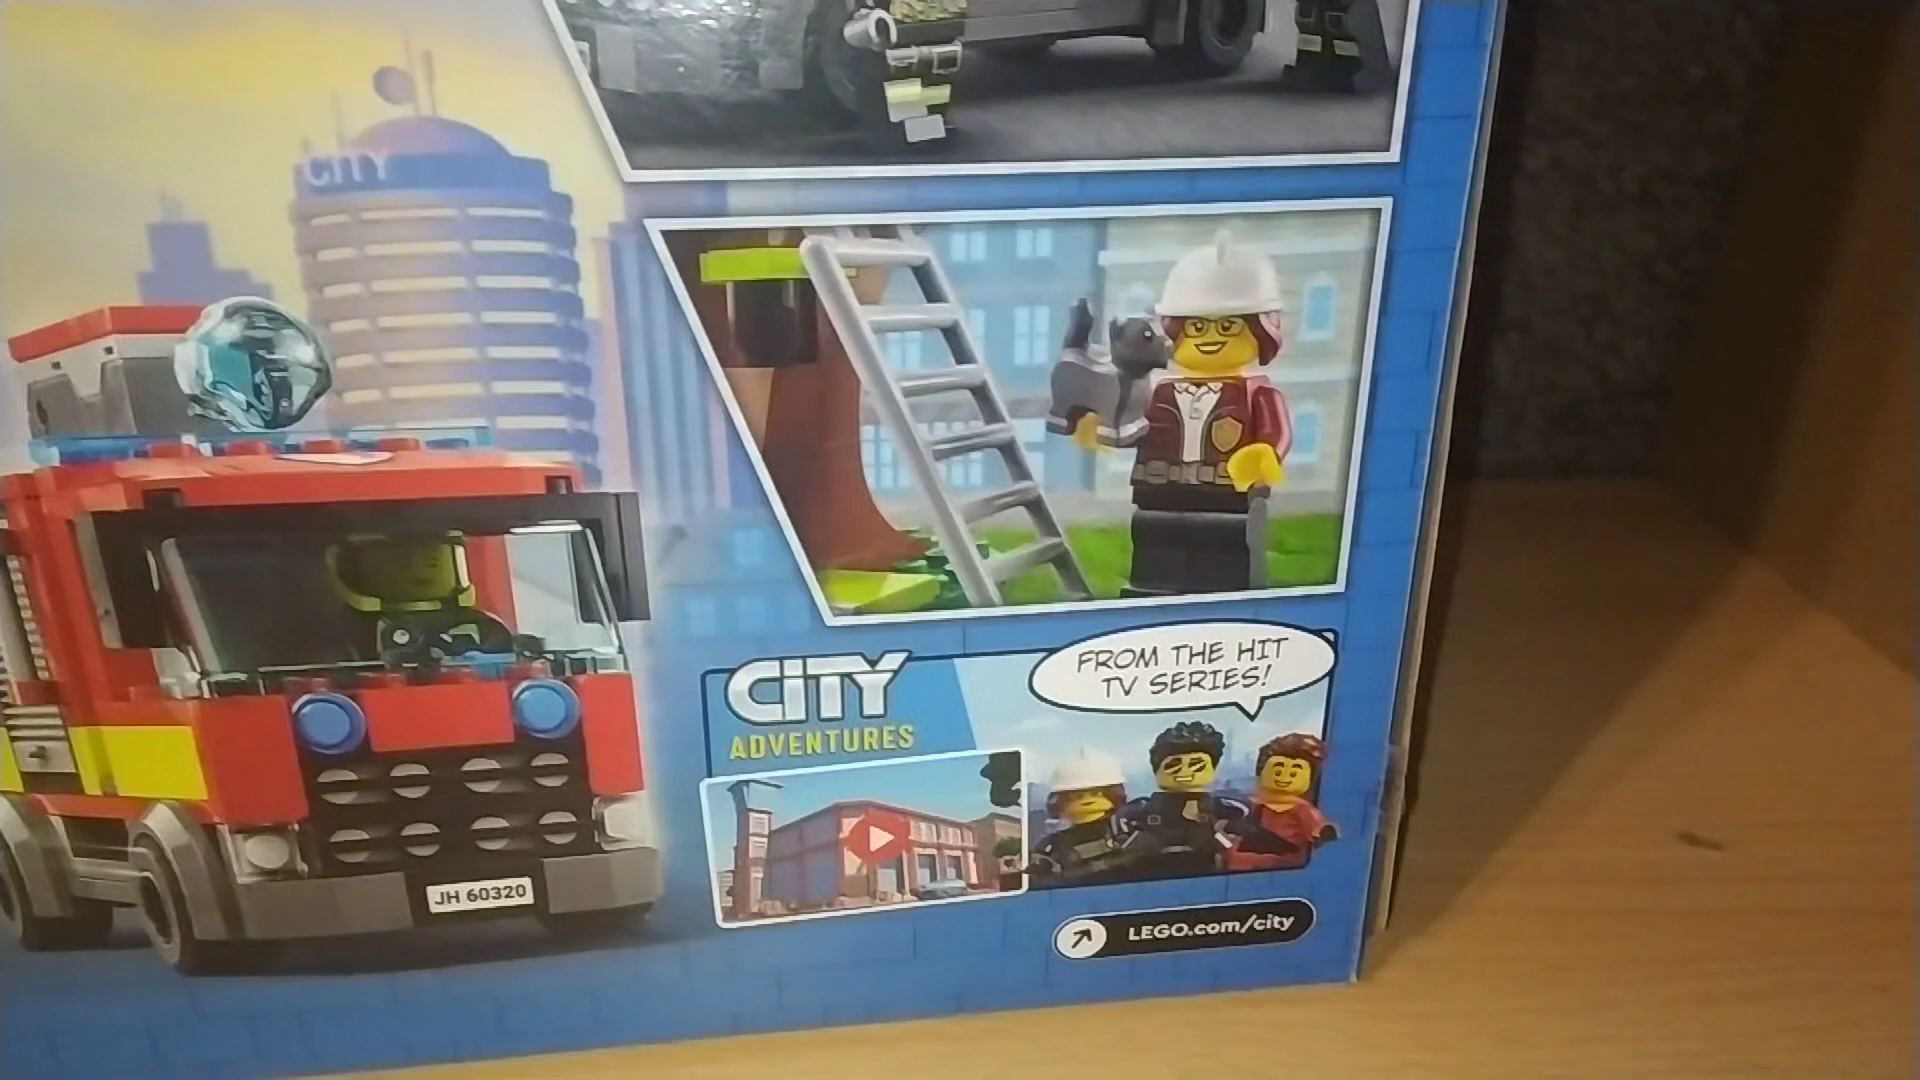 CITY
FROM THE HIT
TV SERIES!
CITY
ADVENTURES
JH 60320
LEGO.com/city